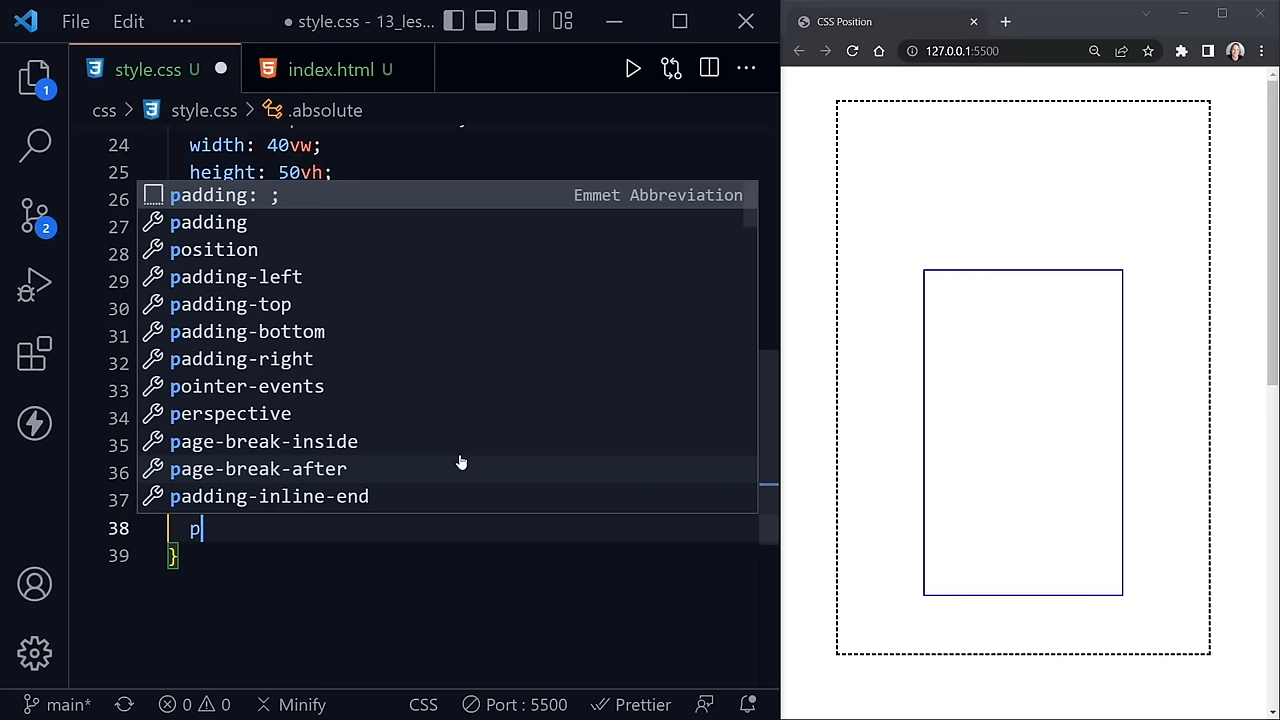 File Edit ··· style.css - 13_les...
style.css U index.html U
css > style.css > .absolute
24 width: 40vw;
25 height: 50vh;
26 padding: ; Emmet Abbreviation
27 padding
28 position
29 padding-left
30 padding-top
31 padding-bottom
32 padding-right
33 pointer-events
34 perspective
35 page-break-inside
36 page-break-after
37 padding-inline-end
38 p
39 }
1
2
main* 0 0 Minify CSS Port : 5500 Prettier
CSS Position
127.0.0.1:5500